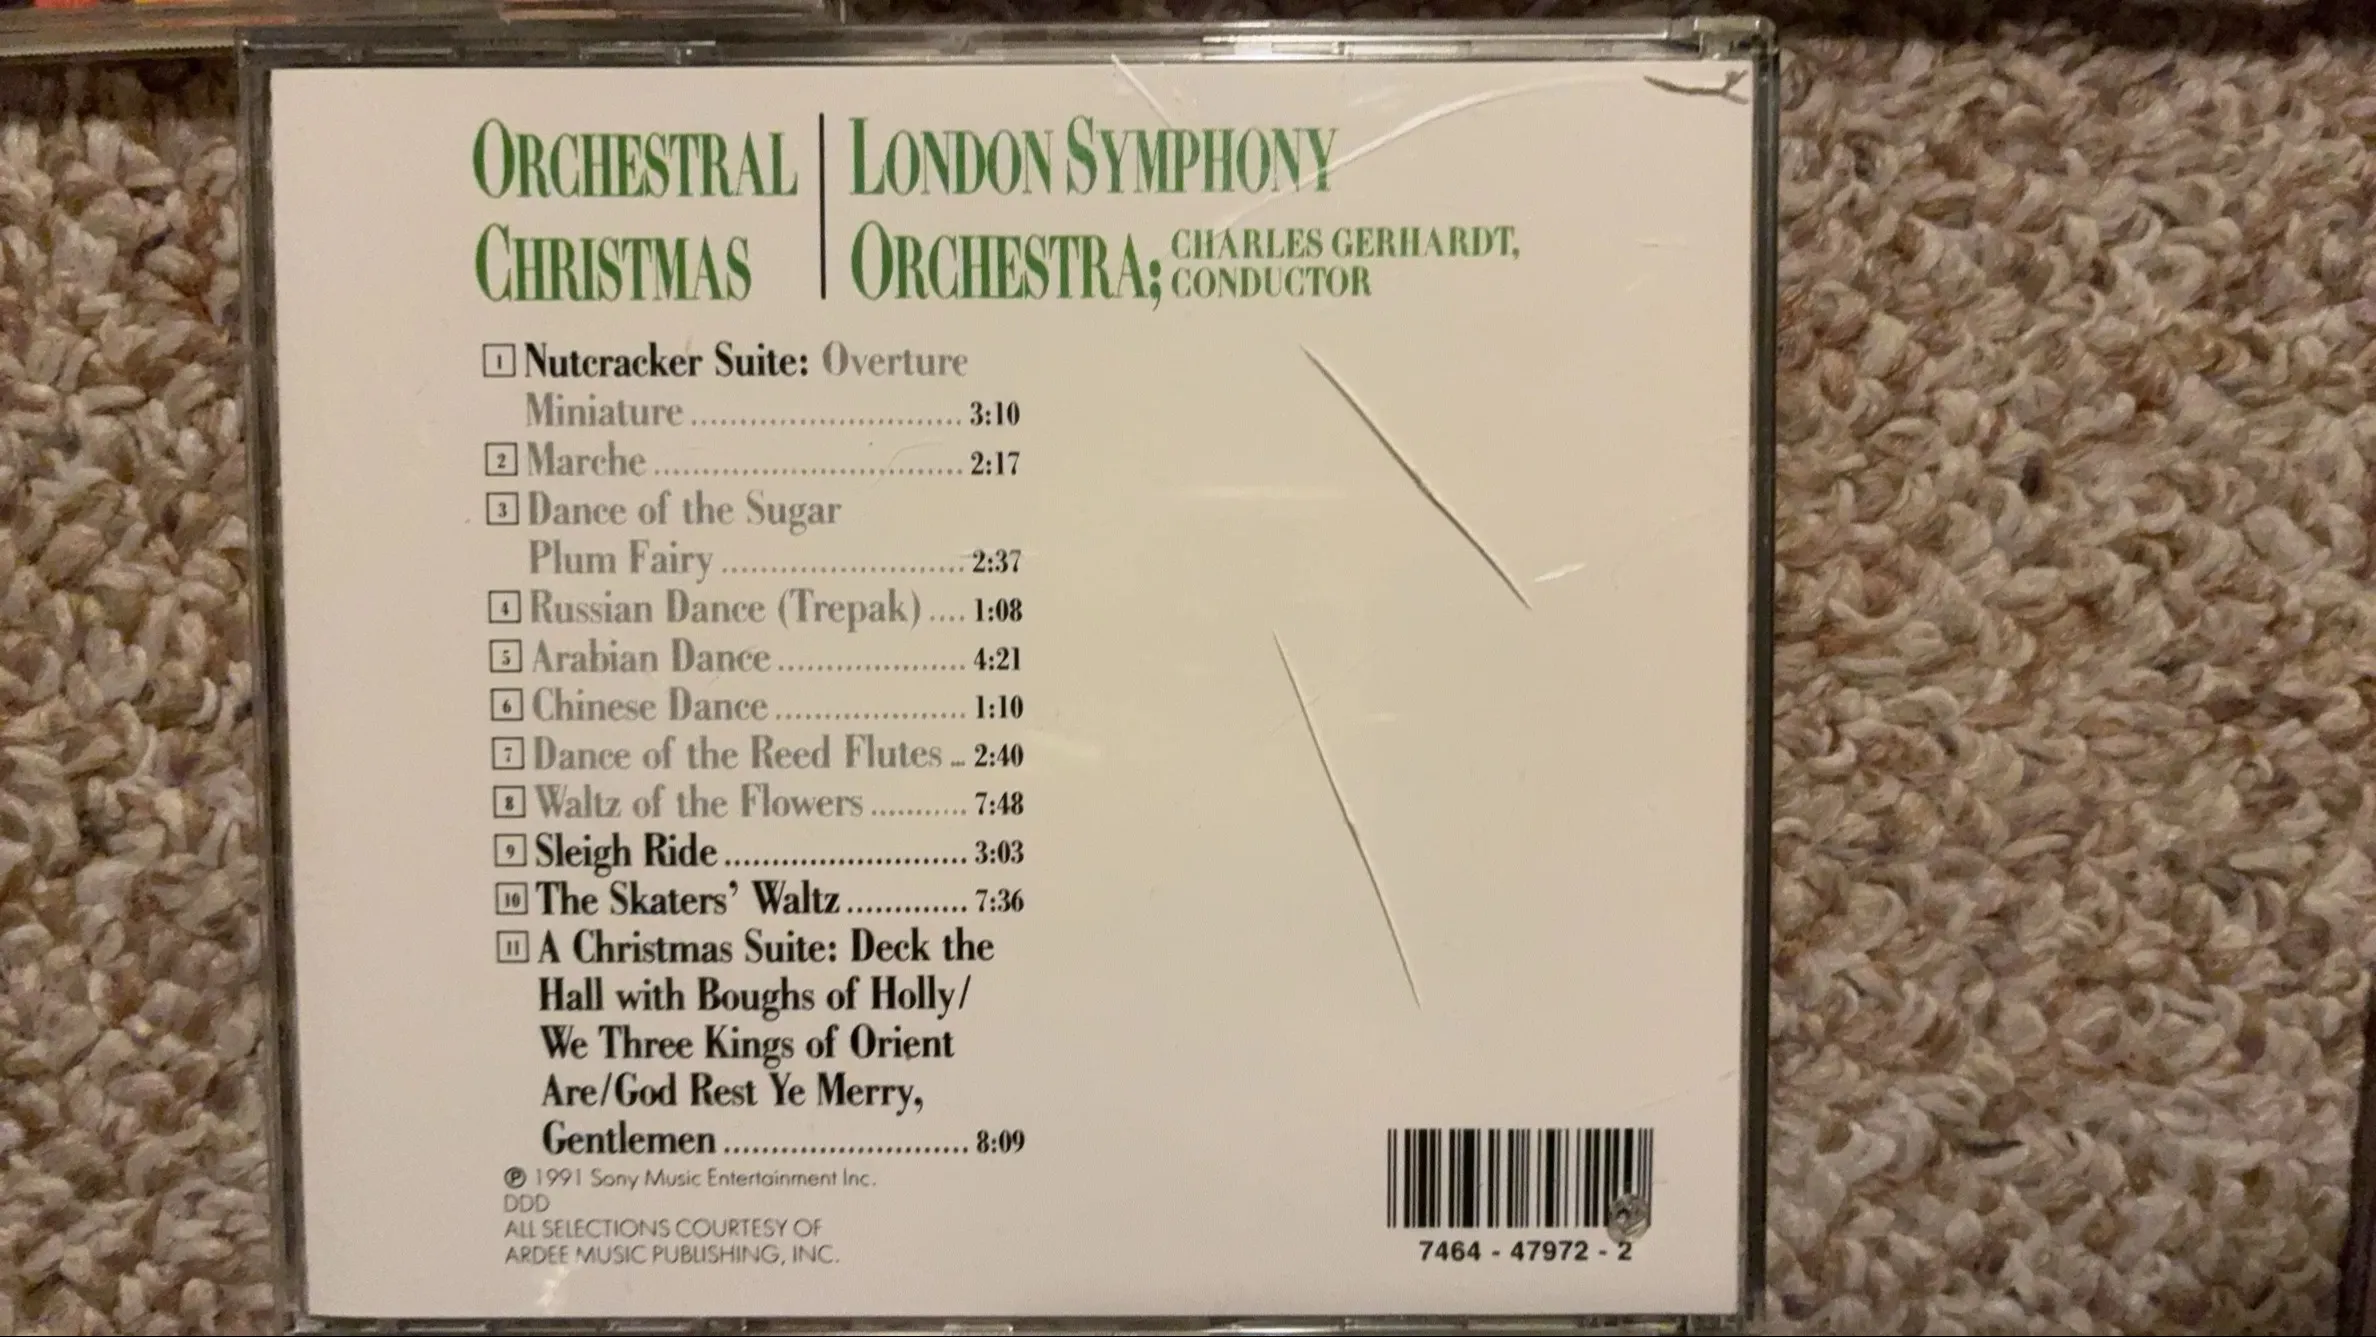 ORCHESTRAL CHRISTMAS
LONDON SYMPHONY ORCHESTRA; CHARLES GERHARDT, CONDUCTOR
1 Nutcracker Suite: Overture
Miniature........................... 3:10
2 Marche................................ 2:17
3 Dance of the Sugar
Plum Fairy......................... 2:37
4 Russian Dance (Trepak).... 1:08
5 Arabian Dance.................... 4:21
6 Chinese Dance.................... 1:10
7 Dance of the Reed Flutes... 2:40
8 Waltz of the Flowers........... 7:48
9 Sleigh Ride.......................... 3:03
10 The Skaters' Waltz............. 7:36
11 A Christmas Suite: Deck the
Hall with Boughs of Holly/
We Three Kings of Orient
Are/God Rest Ye Merry,
Gentlemen.......................... 8:09
℗ 1991 Sony Music Entertainment Inc.
DDD
ALL SELECTIONS COURTESY OF
ARDEE MUSIC PUBLISHING, INC.
7464 - 47972 - 2